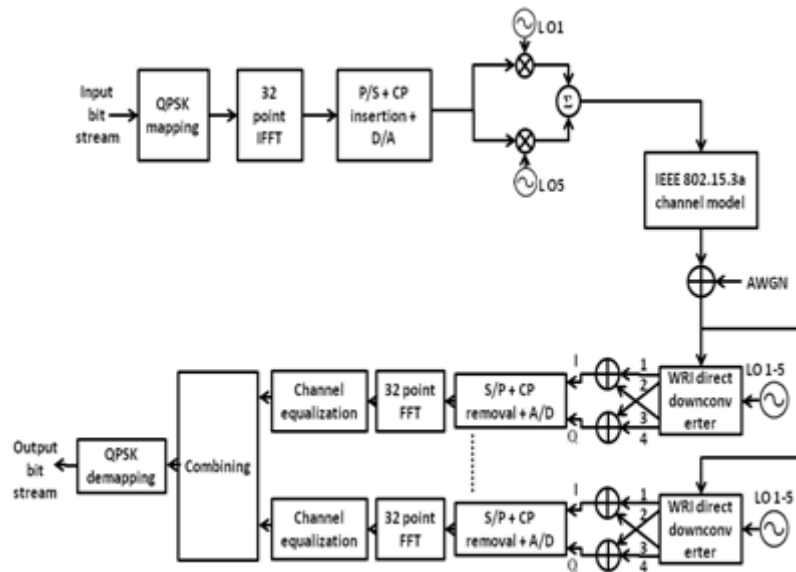 Input
bit
stream
QPSK
mapping
32
point
IFFT
P/S + CP
insertion +
D/A
LO1
LO5
Σ
IEEE 802.15.3a
channel model
AWGN
Output
bit
stream
QPSK
demapping
Combining
Channel
equalization
32 point
FFT
S/P + CP
removal + A/D
I
Q
1
2
3
4
WRI direct
downconv
erter
LO 1-5
Channel
equalization
32 point
FFT
S/P + CP
removal + A/D
I
Q
1
2
3
4
WRI direct
downconv
erter
LO 1-5